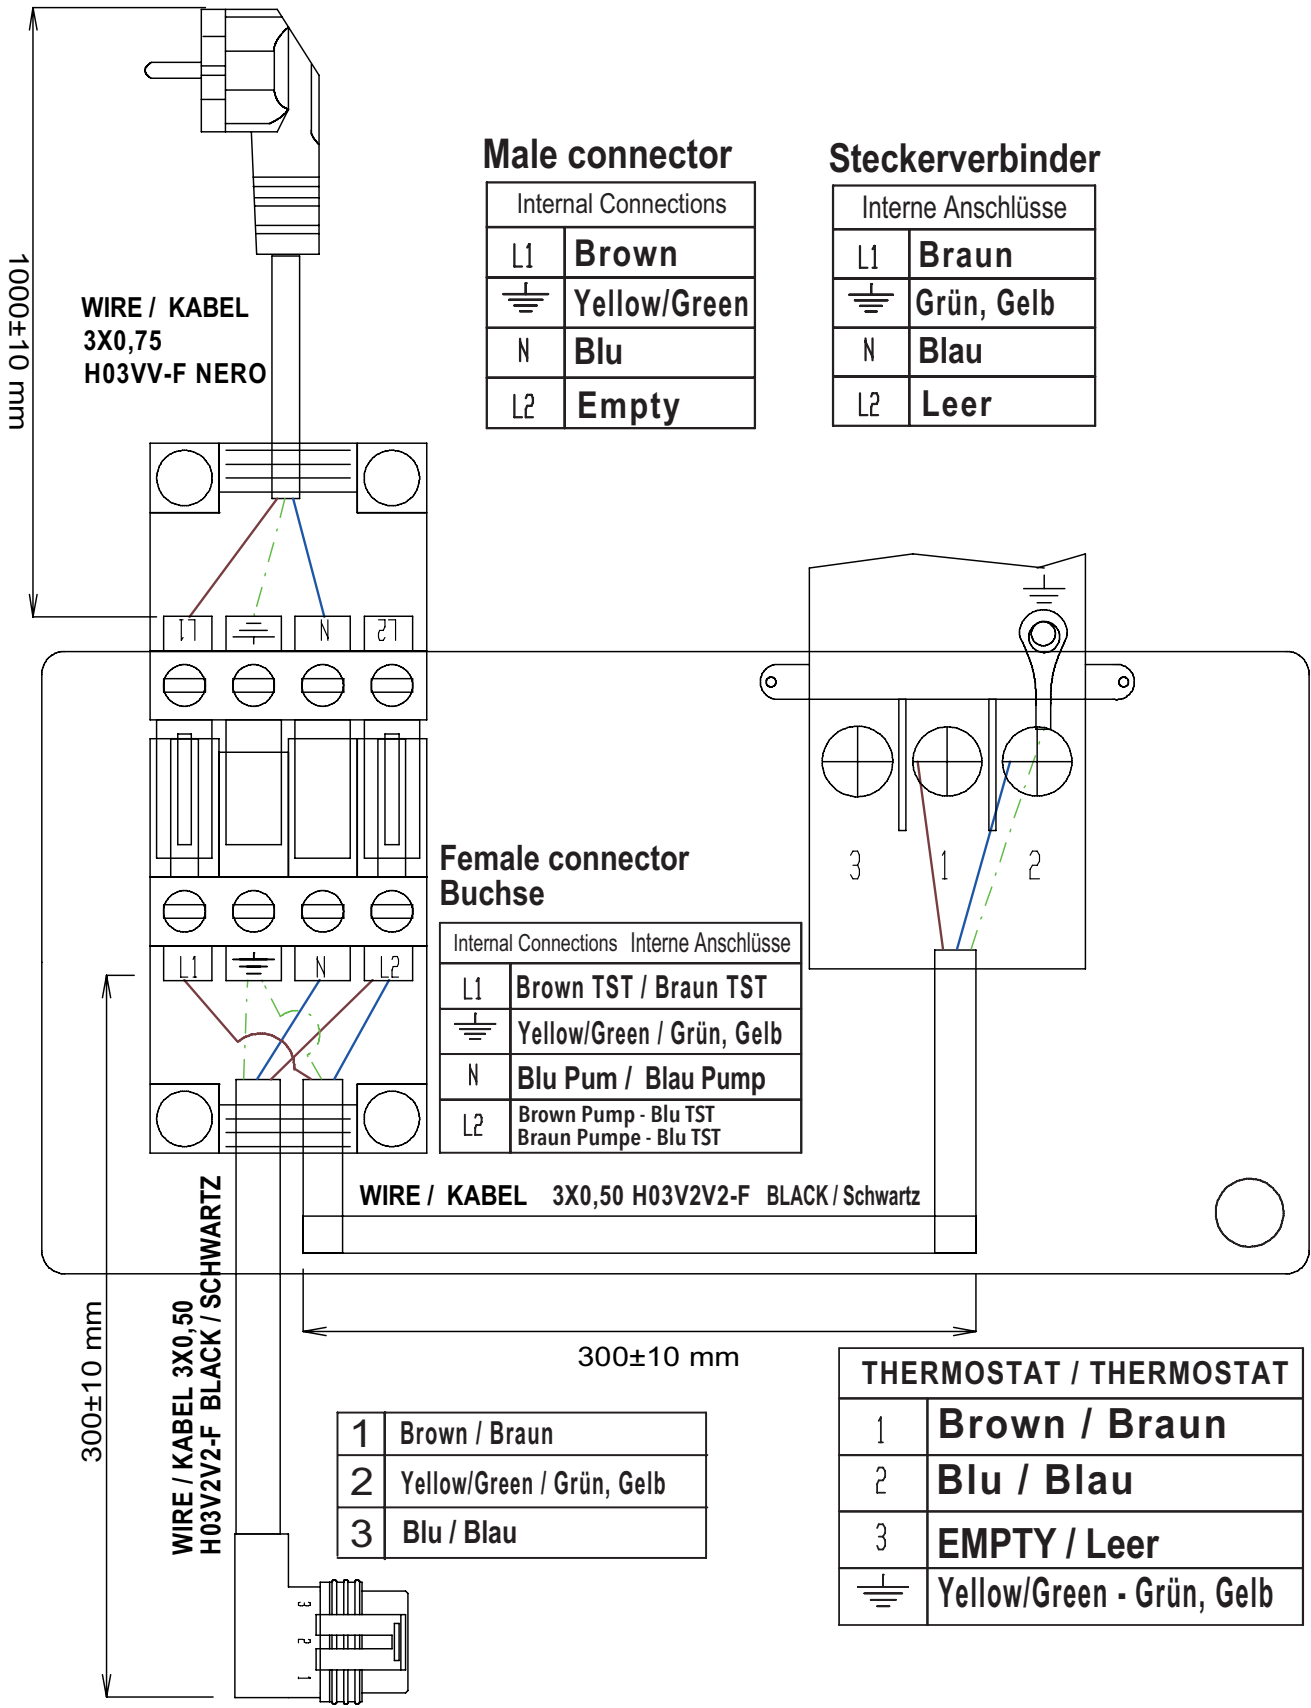 1000±10 mm
WIRE / KABEL
3X0,75
H03VV-F NERO
Male connector
Internal Connections
L1 Brown
Yellow/Green
N Blu
L2 Empty
Steckerverbinder
Interne Anschlüsse
L1 Braun
Grün, Gelb
N Blau
L2 Leer
L1 N L2
3 1 2
Female connector
Buchse
Internal Connections Interne Anschlüsse
L1 Brown TST / Braun TST
Yellow/Green / Grün, Gelb
N Blu Pum / Blau Pump
L2 Brown Pump - Blu TST
Braun Pumpe - Blu TST
L1 N L2
WIRE / KABEL 3X0,50 H03V2V2-F BLACK / Schwartz
WIRE / KABEL 3X0,50
H03V2V2-F BLACK / SCHWARTZ
300±10 mm
300±10 mm
1 Brown / Braun
2 Yellow/Green / Grün, Gelb
3 Blu / Blau
THERMOSTAT / THERMOSTAT
1 Brown / Braun
2 Blu / Blau
3 EMPTY / Leer
Yellow/Green - Grün, Gelb
3
2
1